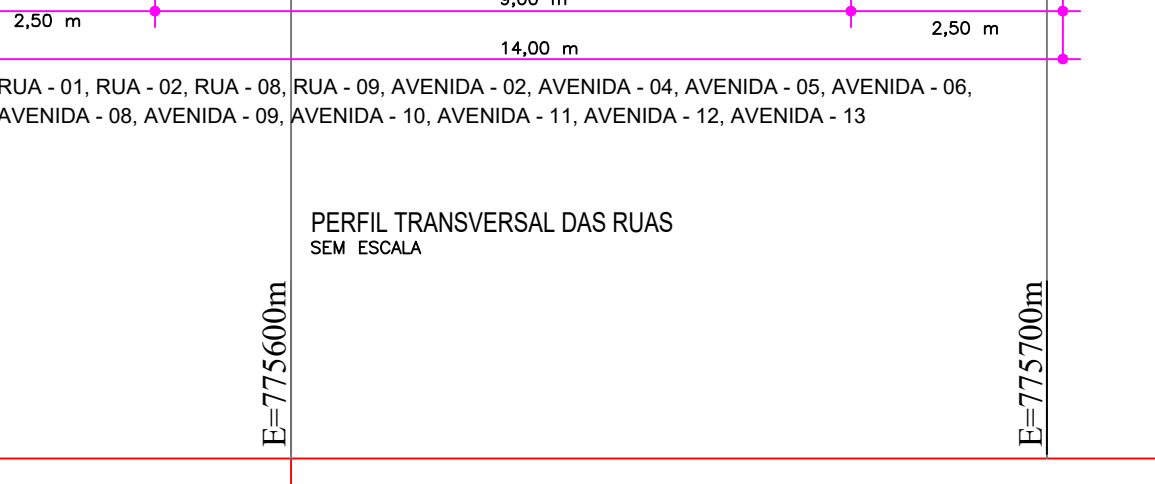 9,00 m
2,50 m
2,50 m
14,00 m
RUA - 01, RUA - 02, RUA - 08, RUA - 09, AVENIDA - 02, AVENIDA - 04, AVENIDA - 05, AVENIDA - 06,
AVENIDA - 08, AVENIDA - 09, AVENIDA - 10, AVENIDA - 11, AVENIDA - 12, AVENIDA - 13
PERFIL TRANSVERSAL DAS RUAS
SEM ESCALA
E=775600m
E=775700m